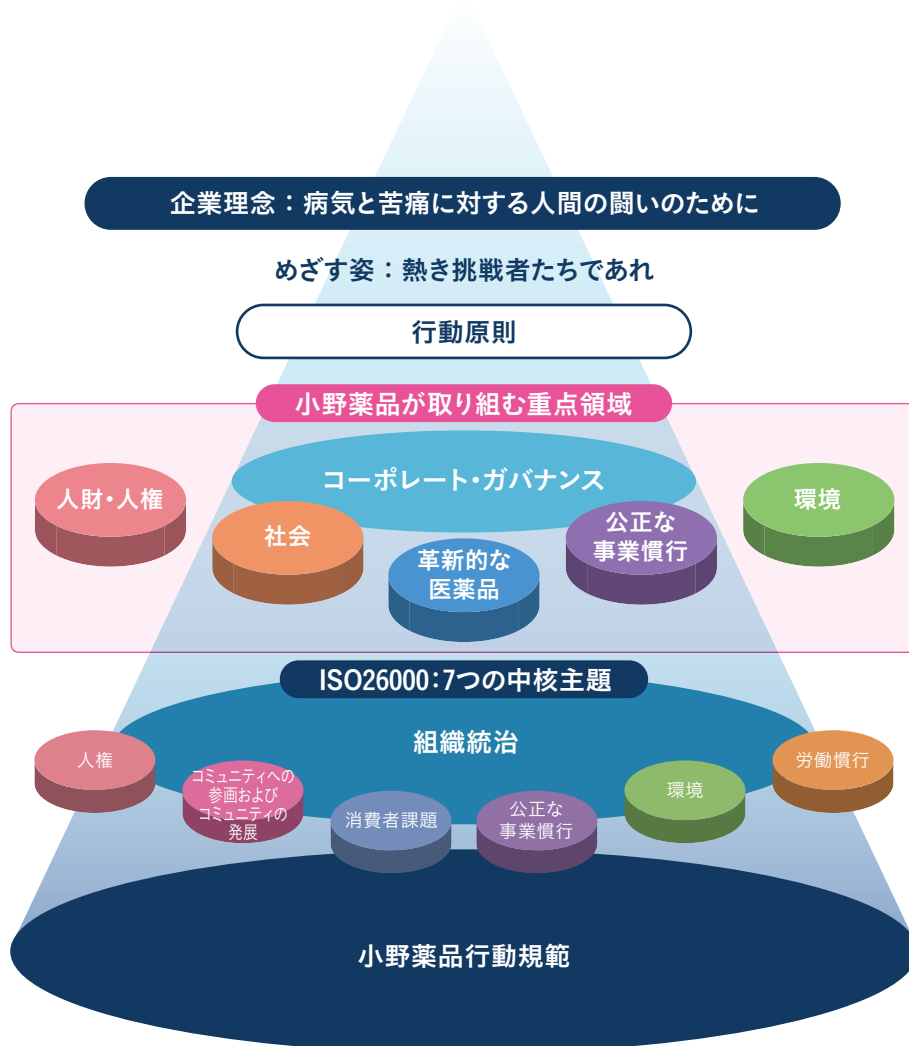 企業理念：病気と苦痛に対する人間の闘いのために
めざす姿：熱き挑戦者たちであれ
行動原則
小野薬品が取り組む重点領域
コーポレート・ガバナンス
人財・人権
社会
革新的な
医薬品
公正な
事業慣行
環境
ISO26000：7つの中核主題
組織統治
人権
コミュニティへの
参画および
コミュニティの
発展
消費者課題
公正な
事業慣行
環境
労働慣行
小野薬品行動規範